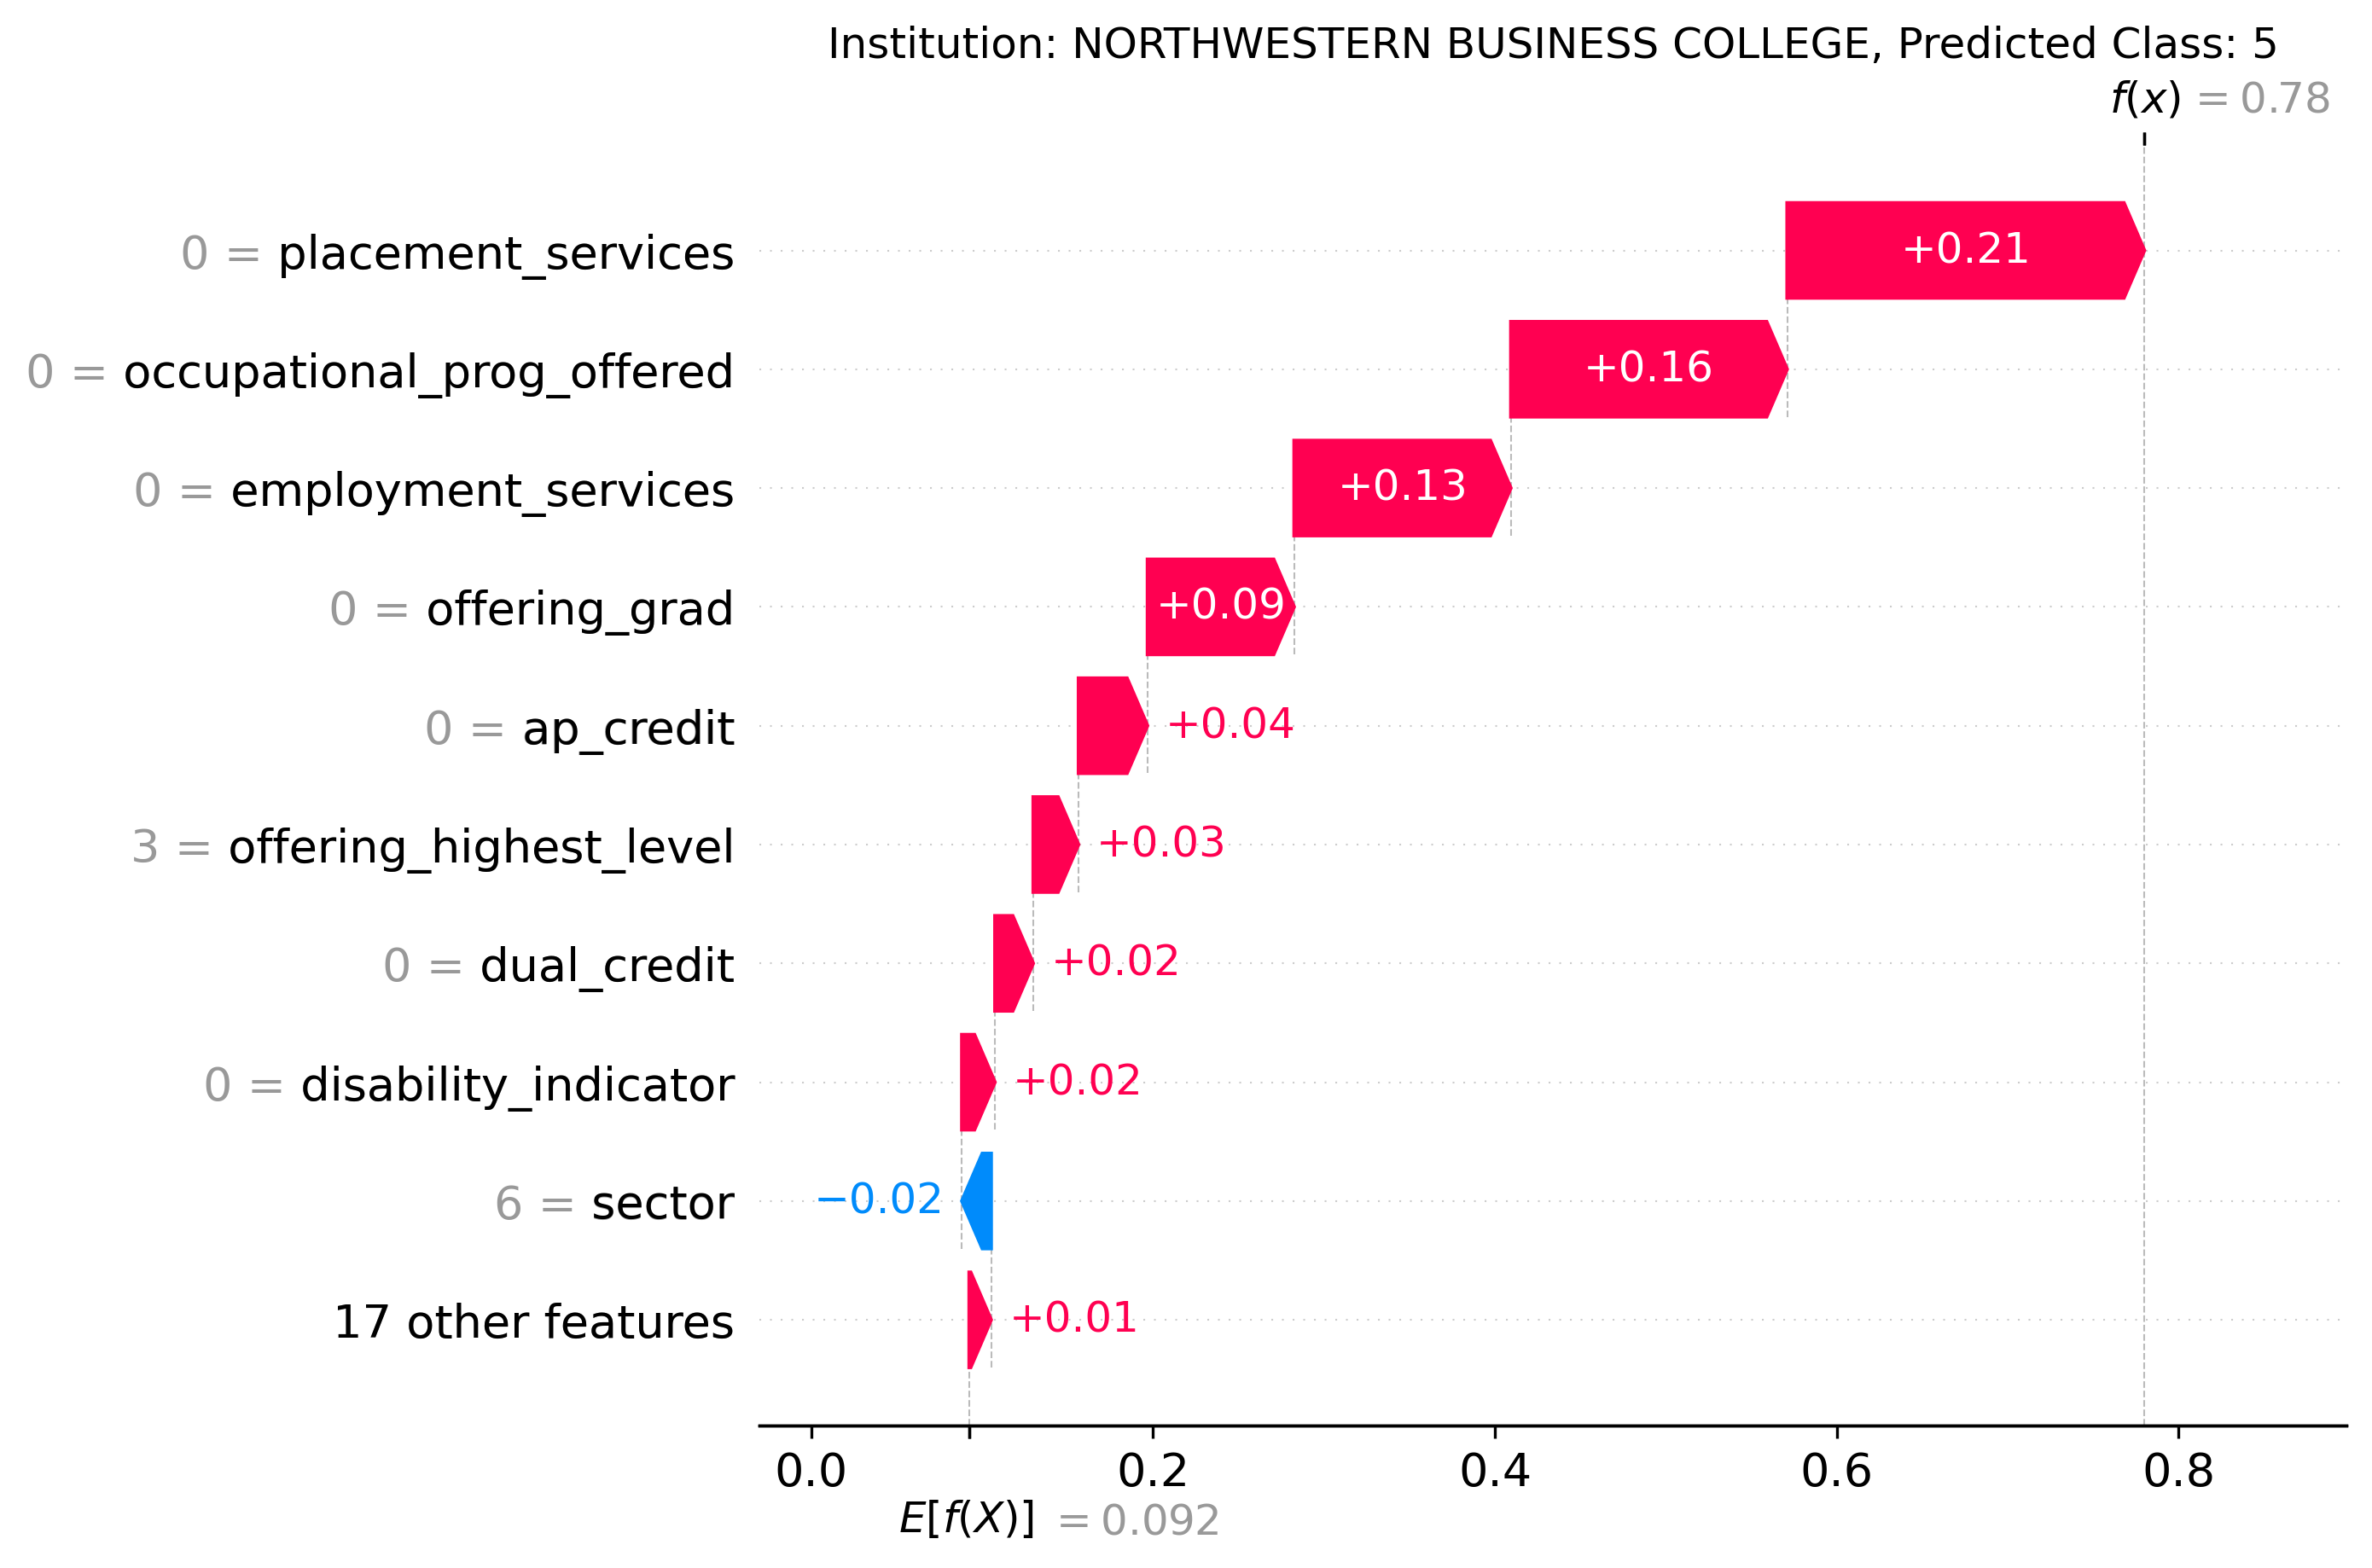 Institution: NORTHWESTERN BUSINESS COLLEGE, Predicted Class: 5
f(x) = 0.78
0 = placement_services +0.21
0 = occupational_prog_offered +0.16
0 = employment_services +0.13
0 = offering_grad +0.09
0 = ap_credit +0.04
3 = offering_highest_level +0.03
0 = dual_credit +0.02
0 = disability_indicator +0.02
6 = sector −0.02
17 other features +0.01
0.0 0.2 0.4 0.6 0.8
E[f(X)] = 0.092